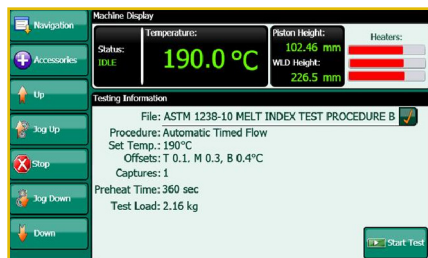 Navigation
Accessories
Up
Jog Up
Stop
Jog Down
Down
Machine Display
Status:
IDLE
Temperature:
190.0 °C
Piston Height:
102.46 mm
WLD Height:
226.5 mm
Heaters:
Testing Information
File: ASTM 1238-10 MELT INDEX TEST PROCEDURE B
Procedure: Automatic Timed Flow
Set Temp.: 190°C
Offsets: T 0.1, M 0.3, B 0.4°C
Captures: 1
Preheat Time: 360 sec
Test Load: 2.16 kg
Start Test